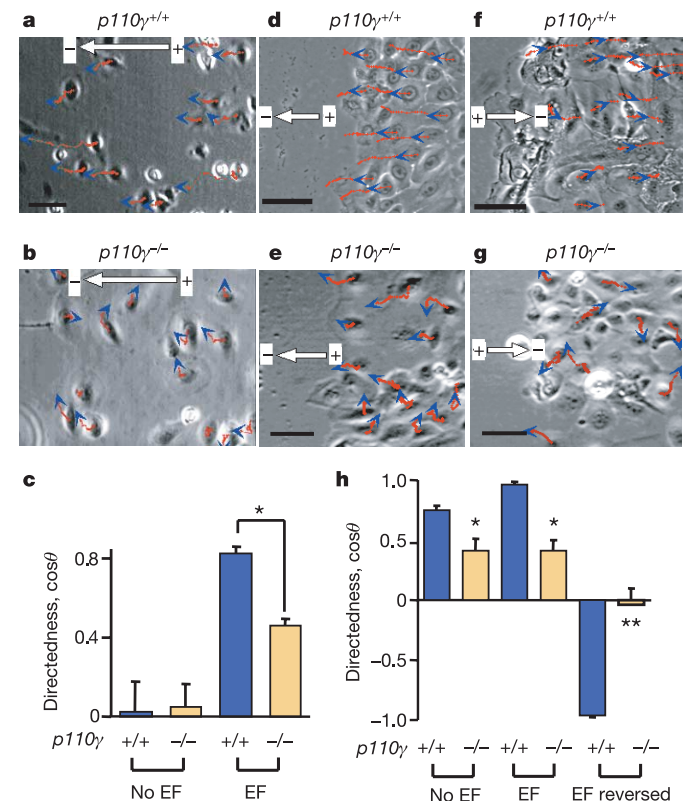 a p110γ+/+
− +
d p110γ+/+
− +
f p110γ+/+
+ −
b p110γ−/−
− +
e p110γ−/−
− +
g p110γ−/−
+ −
c
Directedness, cosθ
0.8
0.4
0
*
p110γ +/+ −/− +/+ −/−
No EF EF
h
Directedness, cosθ
1.0
0.5
0
−0.5
−1.0
* * **
p110γ +/+ −/− +/+ −/− +/+ −/−
No EF EF EF reversed